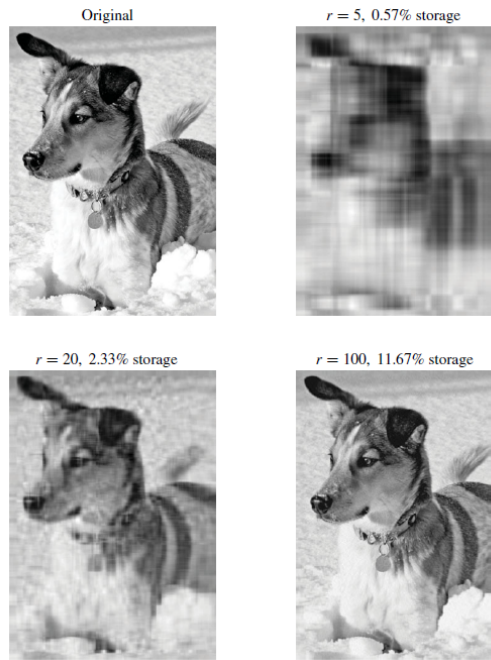 Original
r = 5, 0.57% storage
r = 20, 2.33% storage
r = 100, 11.67% storage